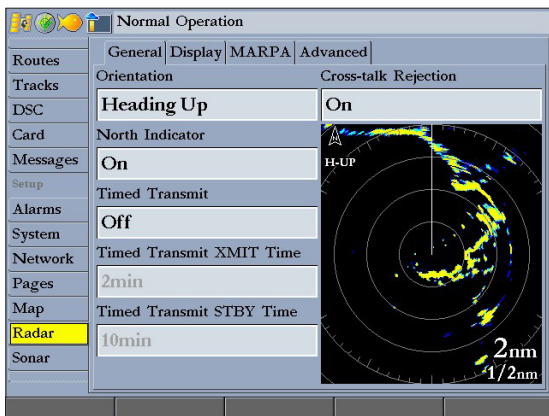 Normal Operation
General Display MARPA Advanced
Routes
Tracks
DSC
Card
Messages
Setup
Alarms
System
Network
Pages
Map
Radar
Sonar
Orientation
Heading Up
North Indicator
On
Timed Transmit
Off
Timed Transmit XMIT Time
2min
Timed Transmit STBY Time
10min
Cross-talk Rejection
On
N
H-UP
2nm
1/2nm